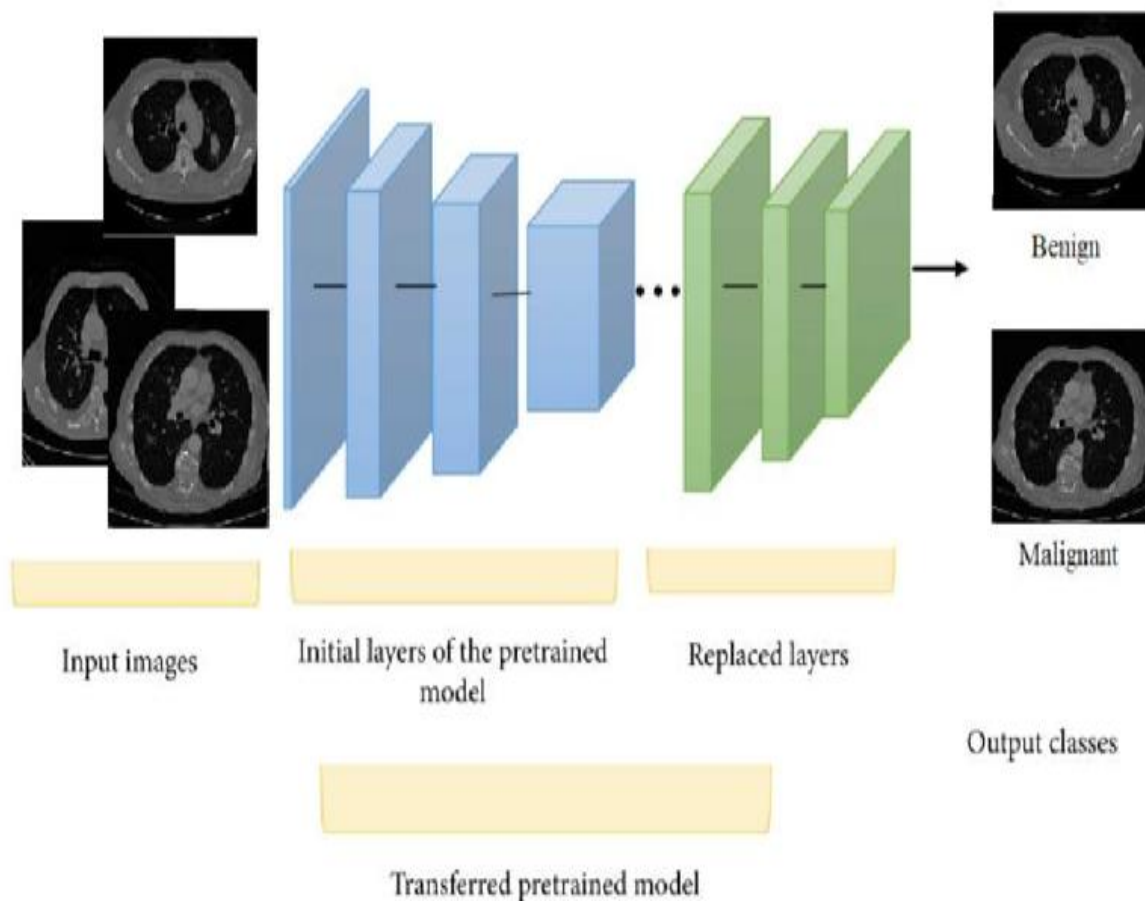 Benign
Malignant
Input images
Initial layers of the pretrained
model
Replaced layers
Output classes
Transferred pretrained model